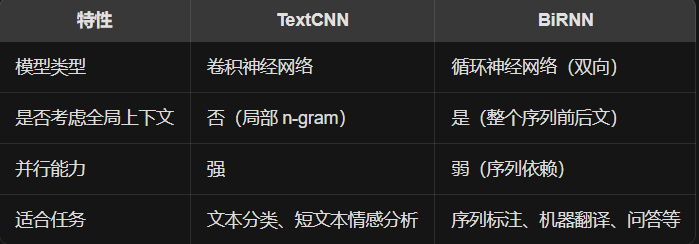 特性 TextCNN BiRNN
模型类型 卷积神经网络 循环神经网络（双向）
是否考虑全局上下文 否（局部 n-gram） 是（整个序列前后文）
并行能力 强 弱（序列依赖）
适合任务 文本分类、短文本情感分析 序列标注、机器翻译、问答等